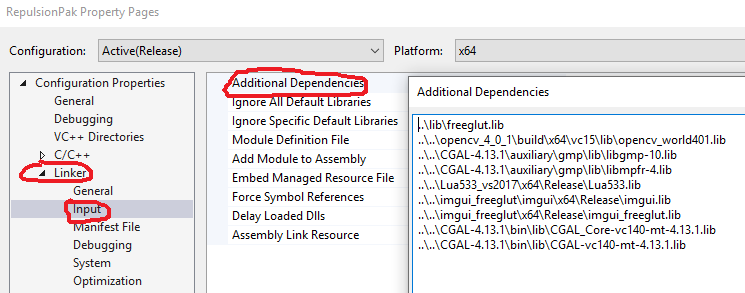 RepulsionPak Property Pages
Configuration: Active(Release) Platform: x64
Configuration Properties
General
Debugging
VC++ Directories
C/C++
Linker
General
Input
Manifest File
Debugging
System
Optimization
Additional Dependencies
Ignore All Default Libraries
Ignore Specific Default Libraries
Module Definition File
Add Module to Assembly
Embed Managed Resource File
Force Symbol References
Delay Loaded Dlls
Assembly Link Resource
Additional Dependencies
..\lib\freeglut.lib
..\..\opencv_4_0_1\build\x64\vc15\lib\opencv_world401.lib
..\..\CGAL-4.13.1\auxiliary\gmp\lib\libgmp-10.lib
..\..\CGAL-4.13.1\auxiliary\gmp\lib\libmpfr-4.lib
..\..\Lua533_vs2017\x64\Release\Lua533.lib
..\..\imgui_freeglut\imgui\x64\Release\imgui.lib
..\..\imgui_freeglut\x64\Release\imgui_freeglut.lib
..\..\CGAL-4.13.1\bin\lib\CGAL_Core-vc140-mt-4.13.1.lib
..\..\CGAL-4.13.1\bin\lib\CGAL-vc140-mt-4.13.1.lib